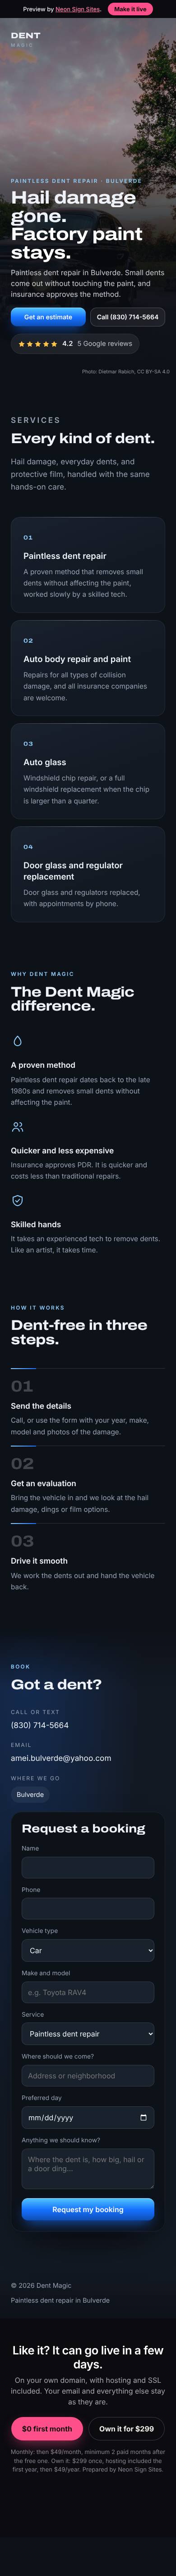 Preview by Neon Sign Sites. Make it live
DENT
MAGIC
PAINTLESS DENT REPAIR · BULVERDE
Hail damage
gone.
Factory paint
stays.
Paintless dent repair in Bulverde. Small dents
come out without touching the paint, and
insurance approves the method.
Get an estimate
Call (830) 714-5664
4.2 5 Google reviews
Photo: Dietmar Rabich, CC BY-SA 4.0
SERVICES
Every kind of dent.
Hail damage, everyday dents, and
protective film, handled with the same
hands-on care.
01
Paintless dent repair
A proven method that removes small
dents without affecting the paint,
worked slowly by a skilled tech.
02
Auto body repair and paint
Repairs for all types of collision
damage, and all insurance companies
are welcome.
03
Auto glass
Windshield chip repair, or a full
windshield replacement when the chip
is larger than a quarter.
04
Door glass and regulator
replacement
Door glass and regulators replaced,
with appointments by phone.
WHY DENT MAGIC
The Dent Magic
difference.
A proven method
Paintless dent repair dates back to the late
1980s and removes small dents without
affecting the paint.
Quicker and less expensive
Insurance approves PDR. It is quicker and
costs less than traditional repairs.
Skilled hands
It takes an experienced tech to remove dents.
Like an artist, it takes time.
HOW IT WORKS
Dent-free in three
steps.
01
Send the details
Call, or use the form with your year, make,
model and photos of the damage.
02
Get an evaluation
Bring the vehicle in and we look at the hail
damage, dings or film options.
03
Drive it smooth
We work the dents out and hand the vehicle
back.
BOOK
Got a dent?
CALL OR TEXT
(830) 714-5664
EMAIL
amei.bulverde@yahoo.com
WHERE WE GO
Bulverde
Request a booking
Name
Phone
Vehicle type
Car
Make and model
e.g. Toyota RAV4
Service
Paintless dent repair
Where should we come?
Address or neighborhood
Preferred day
mm/dd/yyyy
Anything we should know?
Where the dent is, how big, hail or
a door ding...
Request my booking
© 2026 Dent Magic
Paintless dent repair in Bulverde
Like it? It can go live in a few
days.
On your own domain, with hosting and SSL
included. Your email and everything else stay
as they are.
$0 first month
Own it for $299
Monthly: then $49/month, minimum 2 paid months after
the free one. Own it: $299 once, hosting included the
first year, then $49/year. Prepared by Neon Sign Sites.